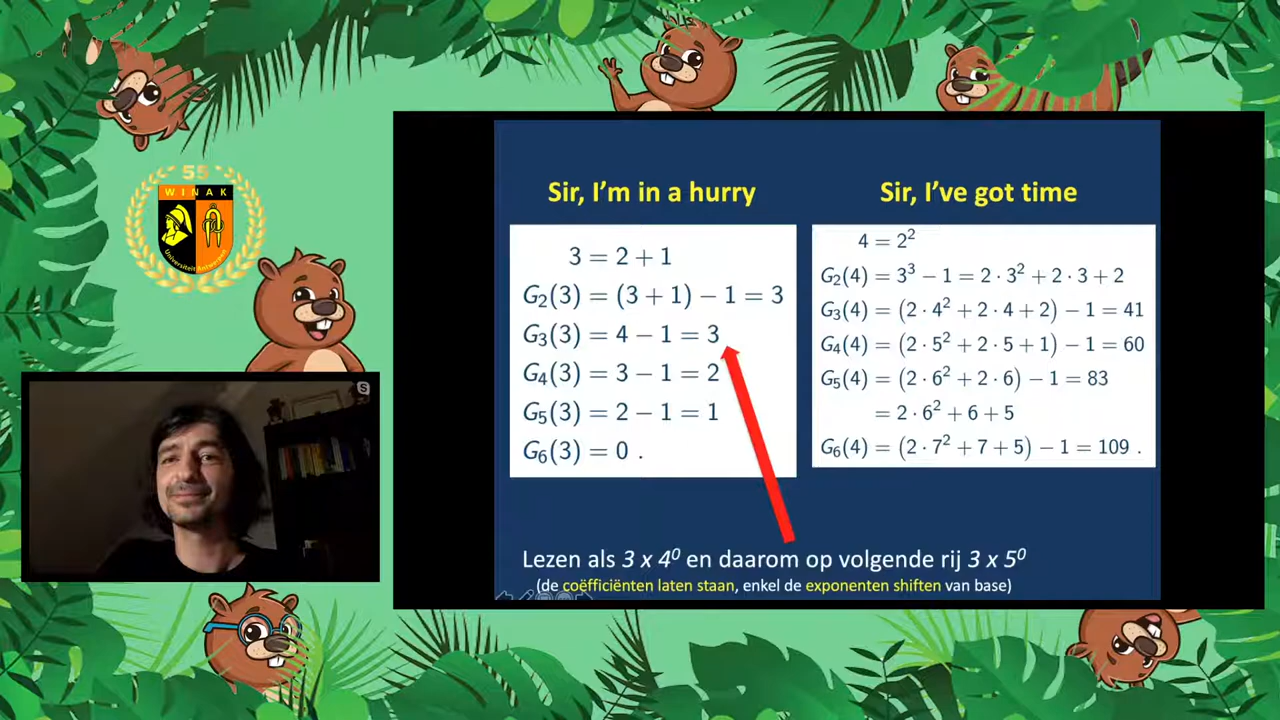 55
WINAK
Universiteit Antwerpen
S
Sir, I'm in a hurry
3 = 2 + 1
G₂(3) = (3 + 1) − 1 = 3
G₃(3) = 4 − 1 = 3
G₄(3) = 3 − 1 = 2
G₅(3) = 2 − 1 = 1
G₆(3) = 0 .
Sir, I've got time
4 = 2²
G₂(4) = 3³ − 1 = 2 · 3² + 2 · 3 + 2
G₃(4) = (2 · 4² + 2 · 4 + 2) − 1 = 41
G₄(4) = (2 · 5² + 2 · 5 + 1) − 1 = 60
G₅(4) = (2 · 6² + 2 · 6) − 1 = 83
= 2 · 6² + 6 + 5
G₆(4) = (2 · 7² + 7 + 5) − 1 = 109 .
Lezen als 3 x 4⁰ en daarom op volgende rij 3 x 5⁰
(de coëfficiënten laten staan, enkel de exponenten shiften van base)